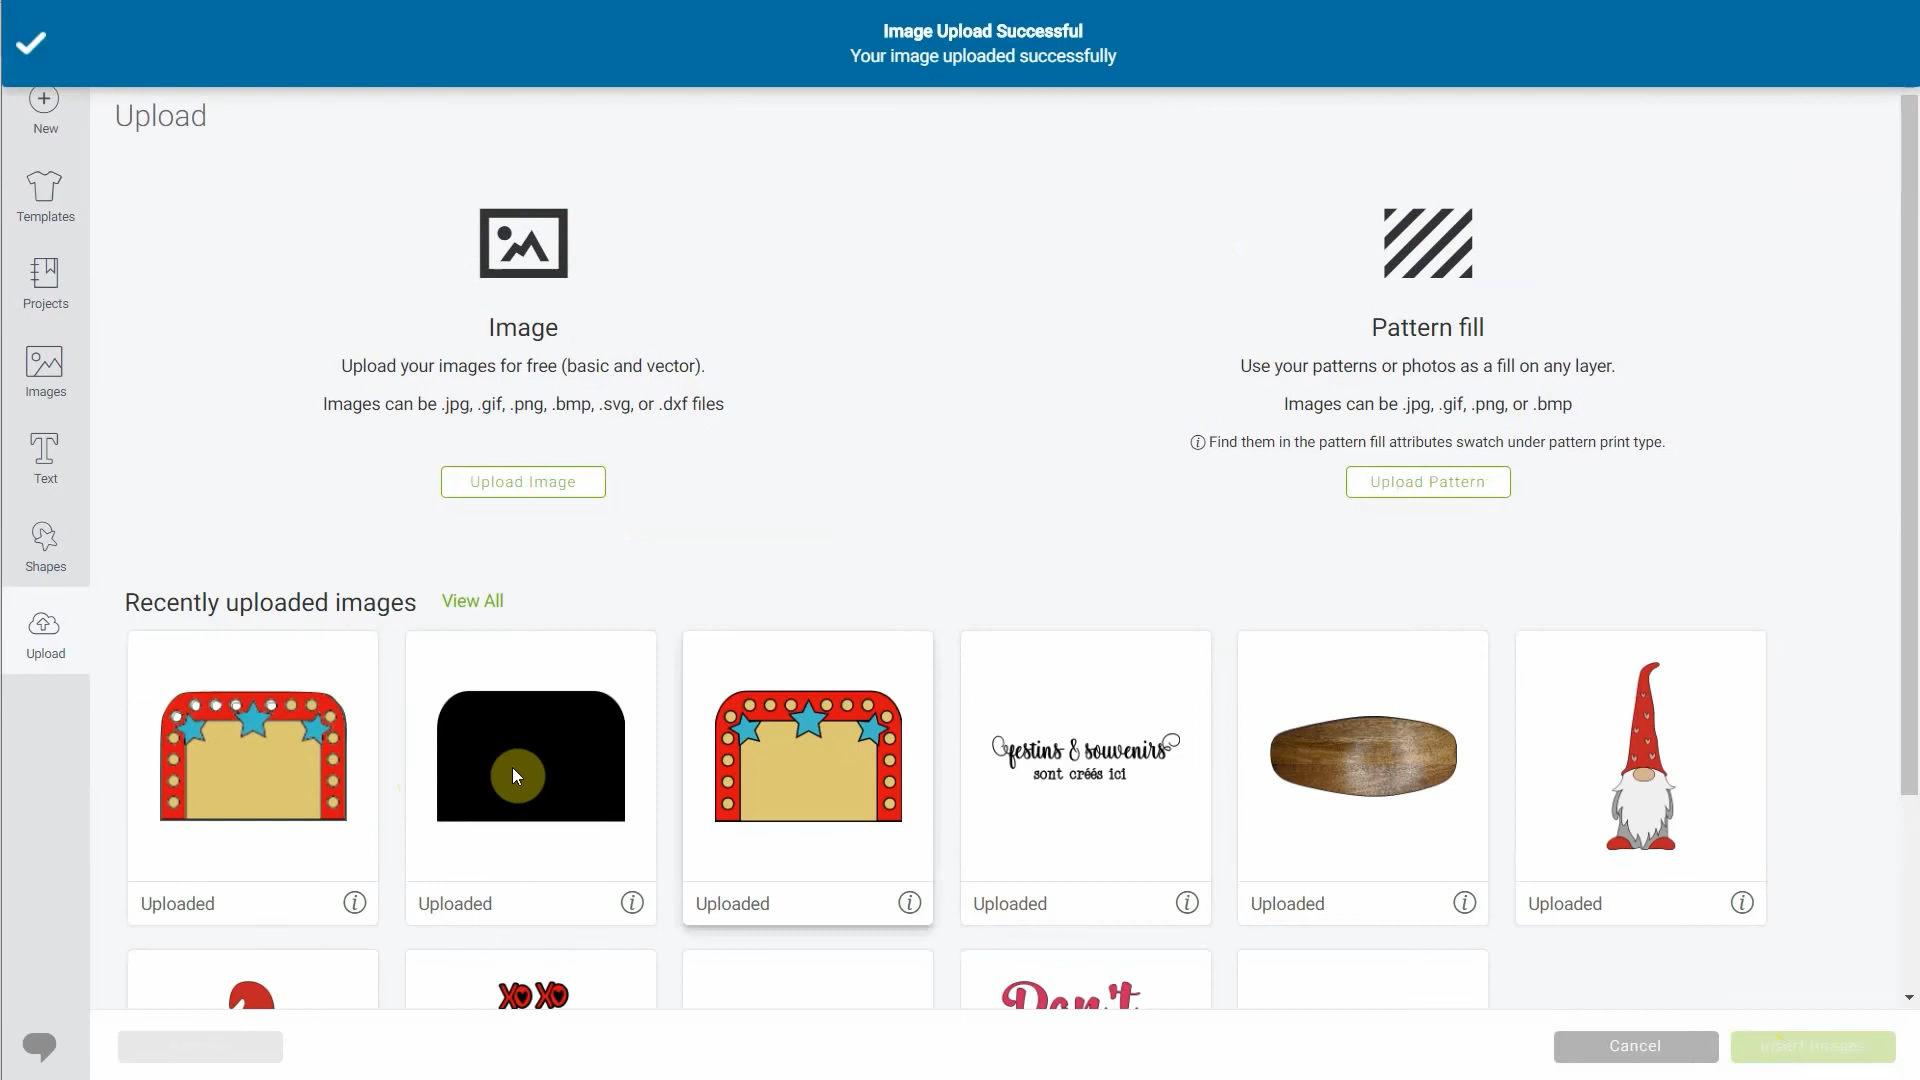 Image Upload Successful
Your image uploaded successfully
New
Templates
Projects
Images
Text
Shapes
Upload
Upload
Image
Upload your images for free (basic and vector).
Images can be .jpg, .gif, .png, .bmp, .svg, or .dxf files
Upload Image
Pattern fill
Use your patterns or photos as a fill on any layer.
Images can be .jpg, .gif, .png, or .bmp
Find them in the pattern fill attributes swatch under pattern print type.
Upload Pattern
Recently uploaded images View All
festins & souvenirs
sont créés ici
Uploaded
Uploaded
Uploaded
Uploaded
Uploaded
Uploaded
XOXO
Don't
Cancel
Insert Images